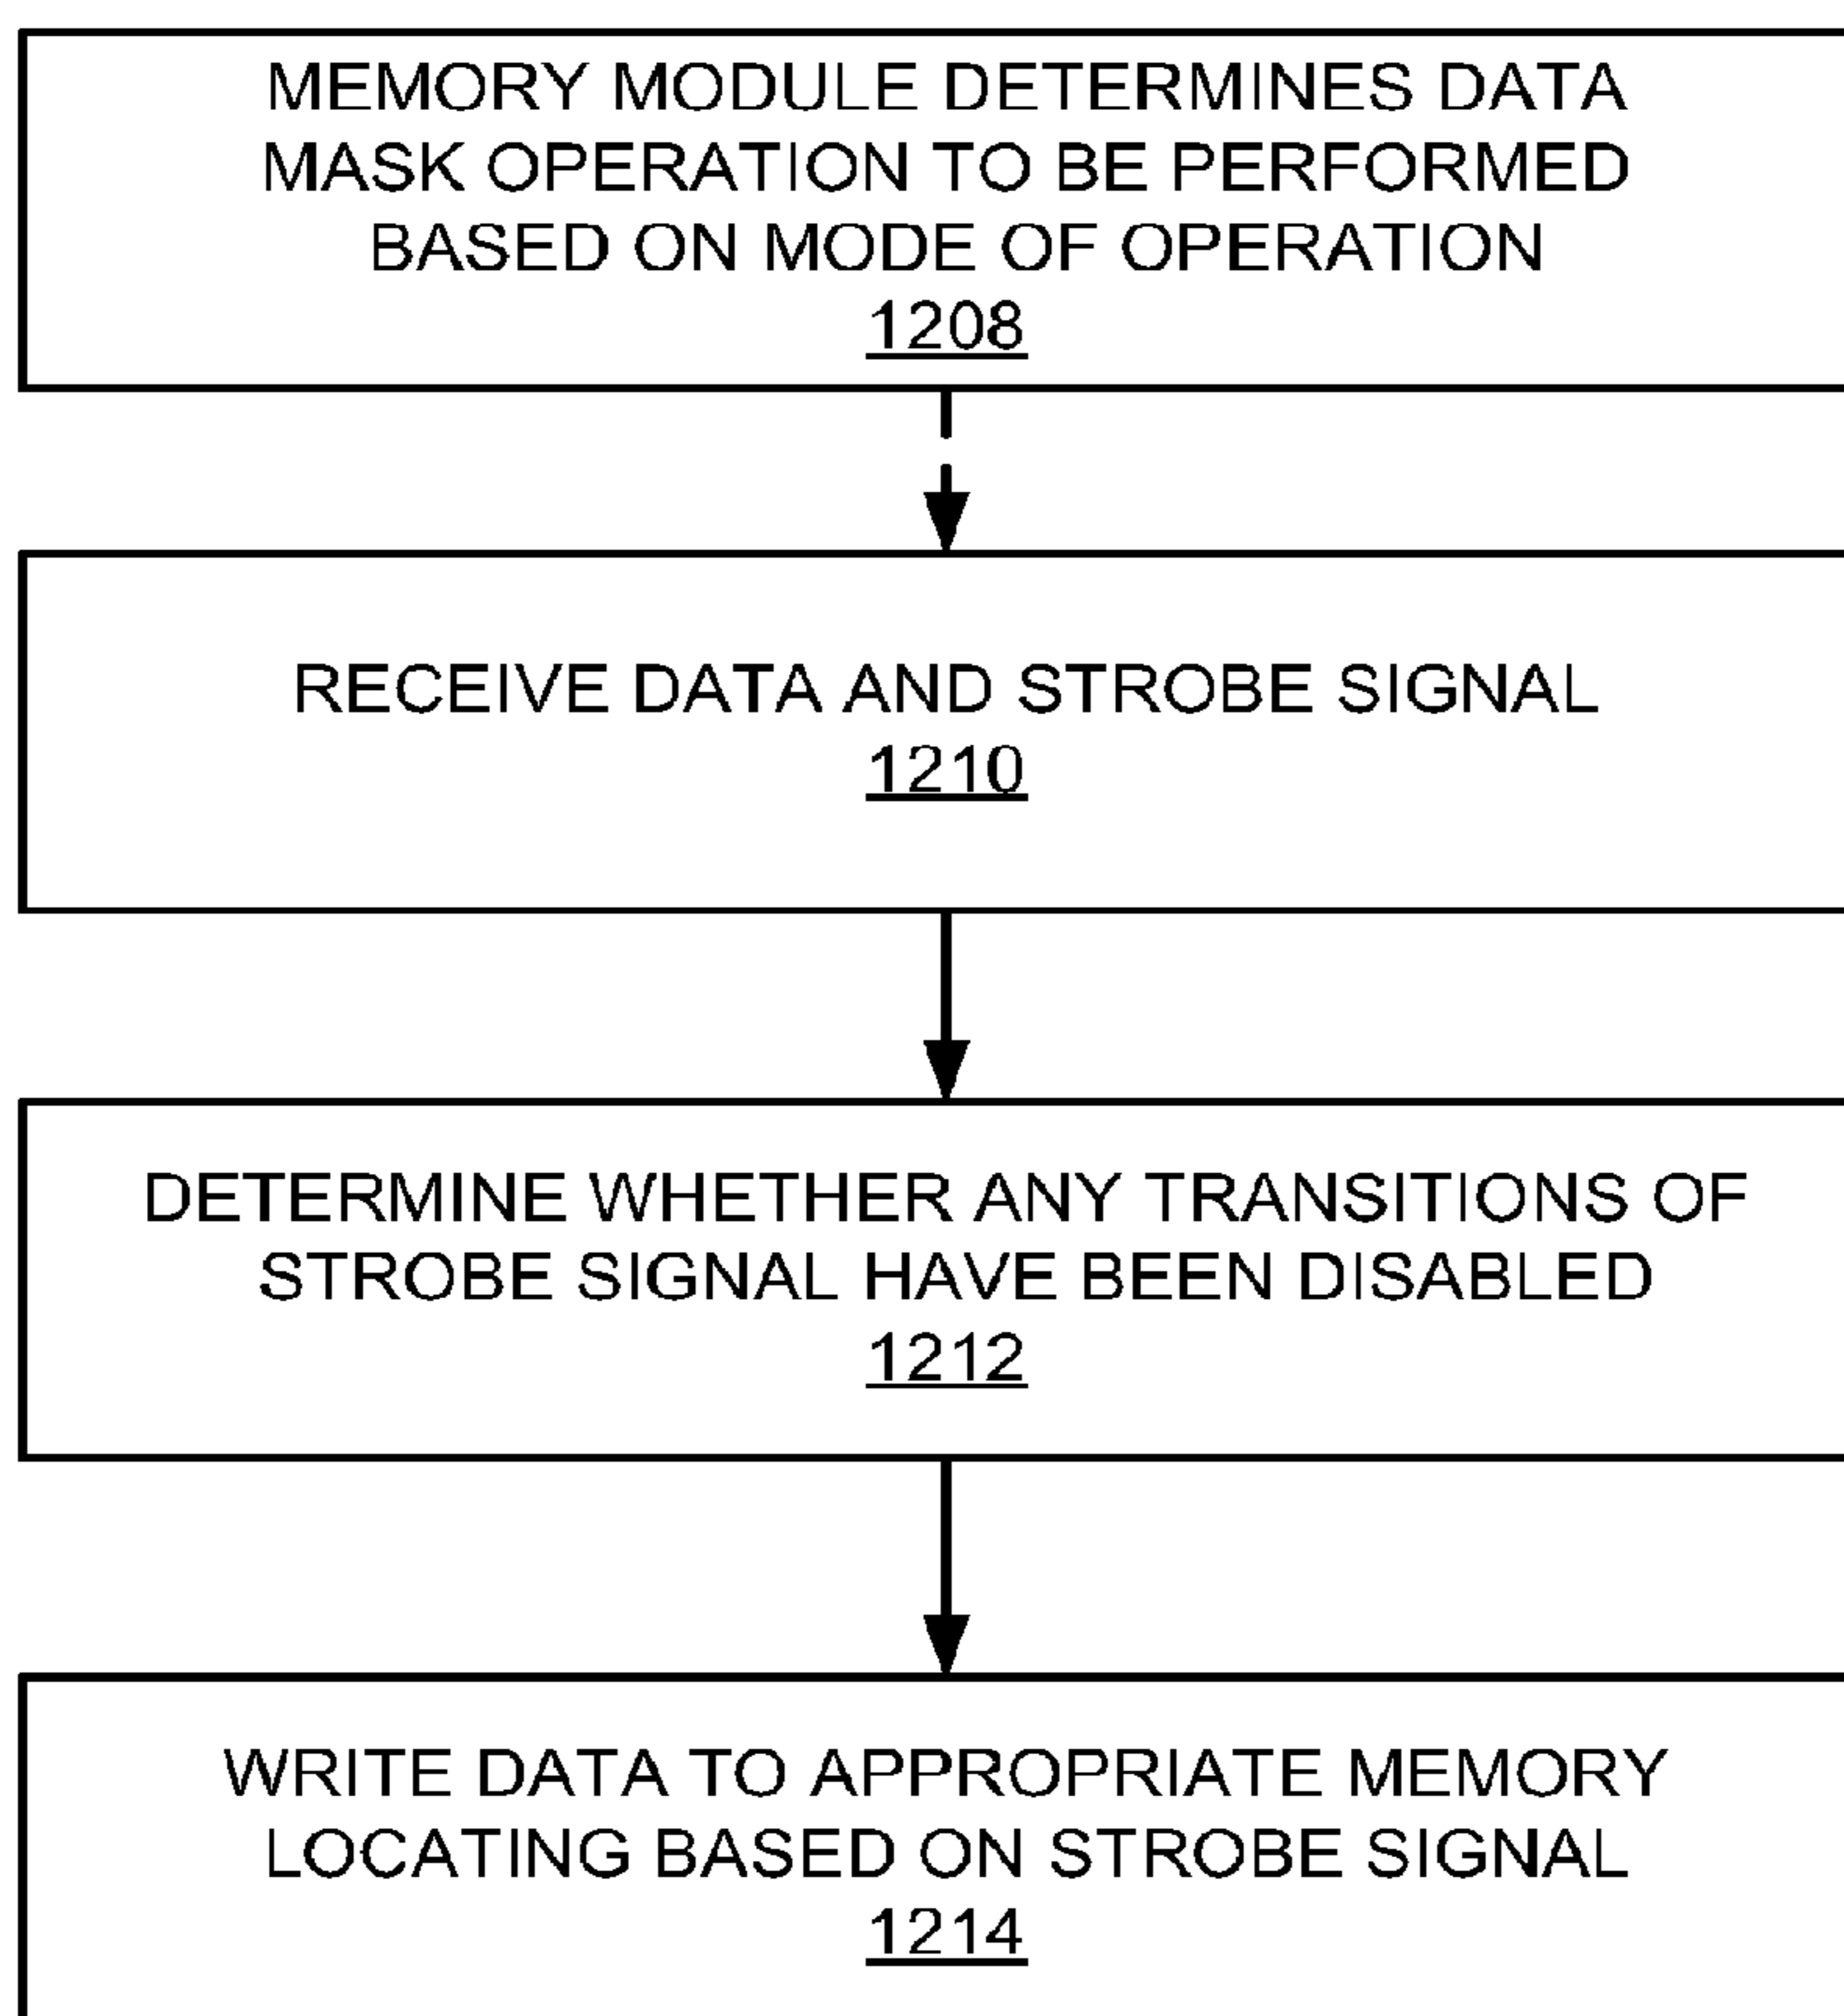 MEMORY MODULE DETERMINES DATA
MASK OPERATION TO BE PERFORMED
BASED ON MODE OF OPERATION
1208
RECEIVE DATA AND STROBE SIGNAL
1210
DETERMINE WHETHER ANY TRANSITIONS OF
STROBE SIGNAL HAVE BEEN DISABLED
1212
WRITE DATA TO APPROPRIATE MEMORY
LOCATING BASED ON STROBE SIGNAL
1214